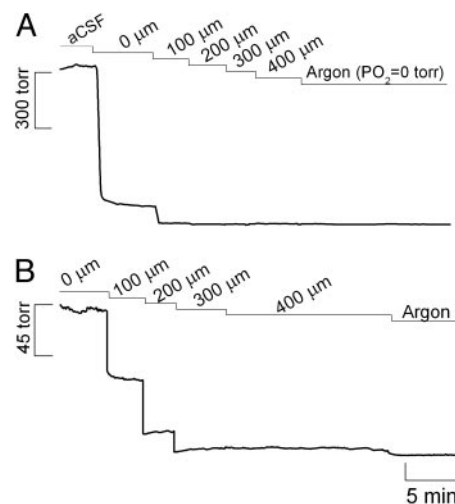 A
aCSF
0 μm
100 μm
200 μm
300 μm
400 μm
Argon (PO2=0 torr)
300 torr
B
0 μm
100 μm
200 μm
300 μm
400 μm
Argon
45 torr
5 min